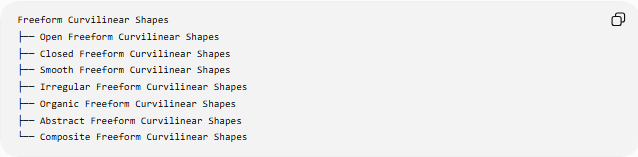 Freeform Curvilinear Shapes
├── Open Freeform Curvilinear Shapes
├── Closed Freeform Curvilinear Shapes
├── Smooth Freeform Curvilinear Shapes
├── Irregular Freeform Curvilinear Shapes
├── Organic Freeform Curvilinear Shapes
├── Abstract Freeform Curvilinear Shapes
└── Composite Freeform Curvilinear Shapes